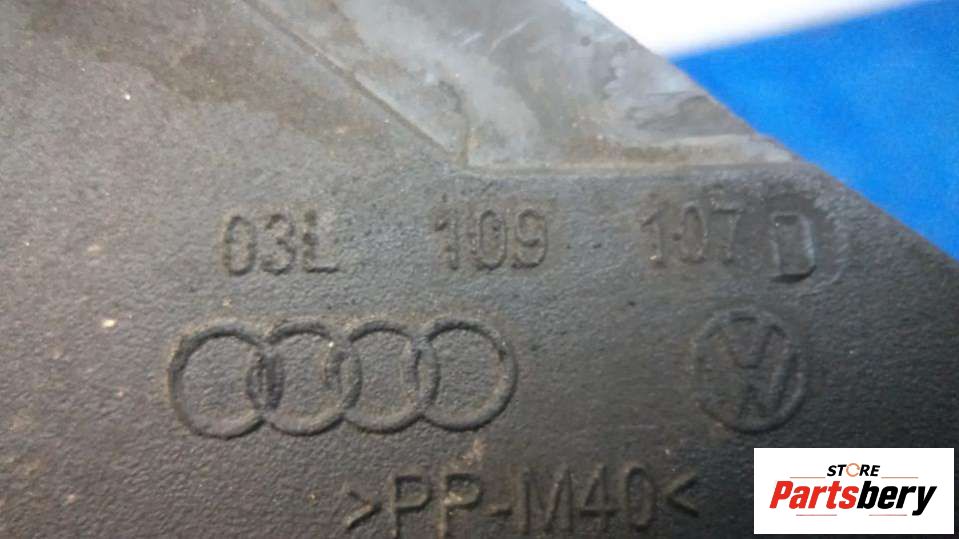 03L 109 107 D
>PP-M40<
STORE
Partsbery